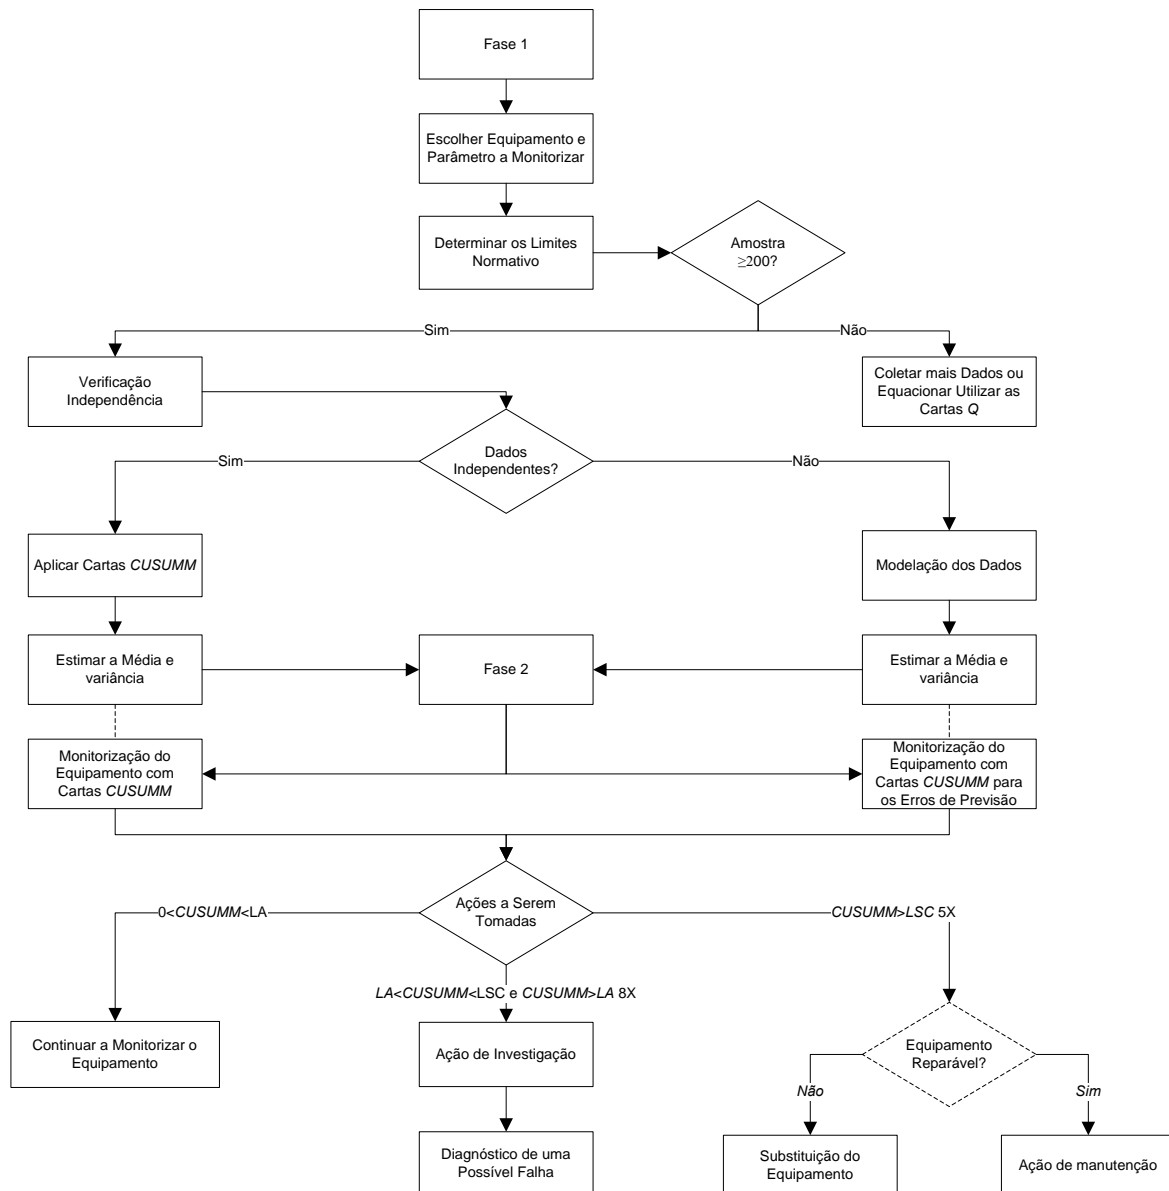 Fase 1
Escolher Equipamento e
Parâmetro a Monitorizar
Determinar os Limites
Normativo
Amostra
≥200?
Sim
Não
Verificação
Independência
Coletar mais Dados ou
Equacionar Utilizar as
Cartas Q
Dados
Independentes?
Sim
Não
Aplicar Cartas CUSUMM
Modelação dos Dados
Estimar a Média e
variância
Fase 2
Estimar a Média e
variância
Monitorização do
Equipamento com
Cartas CUSUMM
Monitorização do
Equipamento com
Cartas CUSUMM para
os Erros de Previsão
Ações a Serem
Tomadas
0<CUSUMM<LA
CUSUMM>LSC 5X
LA<CUSUMM<LSC e CUSUMM>LA 8X
Continuar a Monitorizar o
Equipamento
Ação de Investigação
Equipamento
Reparável?
Não
Sim
Diagnóstico de uma
Possível Falha
Substituição do
Equipamento
Ação de manutenção